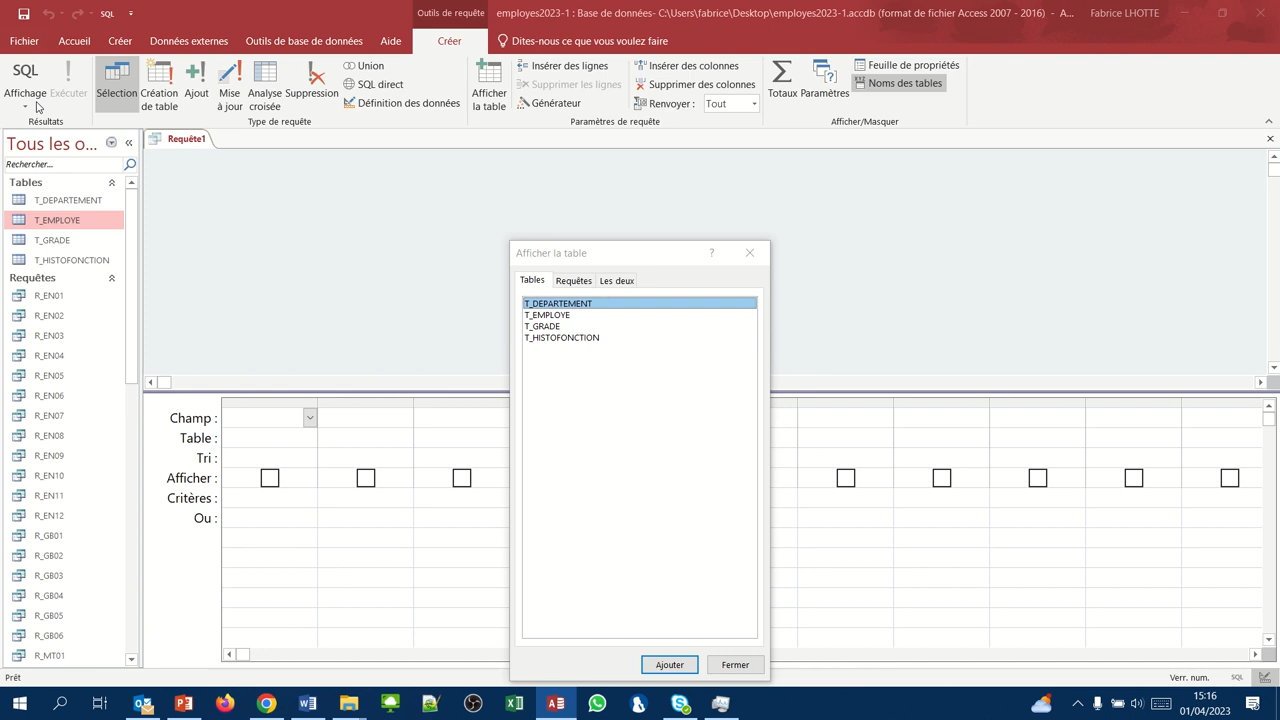 SQL
Outils de requête
employes2023-1 : Base de données- C:\Users\fabrice\Desktop\employes2023-1.accdb (format de fichier Access 2007 - 2016) - A...
Fabrice LHOTTE
Fichier
Accueil
Créer
Données externes
Outils de base de données
Aide
Créer
Dites-nous ce que vous voulez faire
SQL
Affichage
Exécuter
Résultats
Sélection
Création
de table
Ajout
Mise
à jour
Analyse
croisée
Suppression
Union
SQL direct
Définition des données
Type de requête
Afficher
la table
Insérer des lignes
Supprimer les lignes
Générateur
Insérer des colonnes
Supprimer des colonnes
Renvoyer :
Tout
Paramètres de requête
Totaux
Paramètres
Feuille de propriétés
Noms des tables
Afficher/Masquer
Tous les o...
Rechercher...
Tables
T_DEPARTEMENT
T_EMPLOYE
T_GRADE
T_HISTOFONCTION
Requêtes
R_EN01
R_EN02
R_EN03
R_EN04
R_EN05
R_EN06
R_EN07
R_EN08
R_EN09
R_EN10
R_EN11
R_EN12
R_GB01
R_GB02
R_GB03
R_GB04
R_GB05
R_GB06
R_MT01
Requête1
Afficher la table
?
Tables
Requêtes
Les deux
T_DEPARTEMENT
T_EMPLOYE
T_GRADE
T_HISTOFONCTION
Ajouter
Fermer
Champ :
Table :
Tri :
Afficher :
Critères :
Ou :
Prêt
Verr. num.
SQL
15:16
01/04/2023